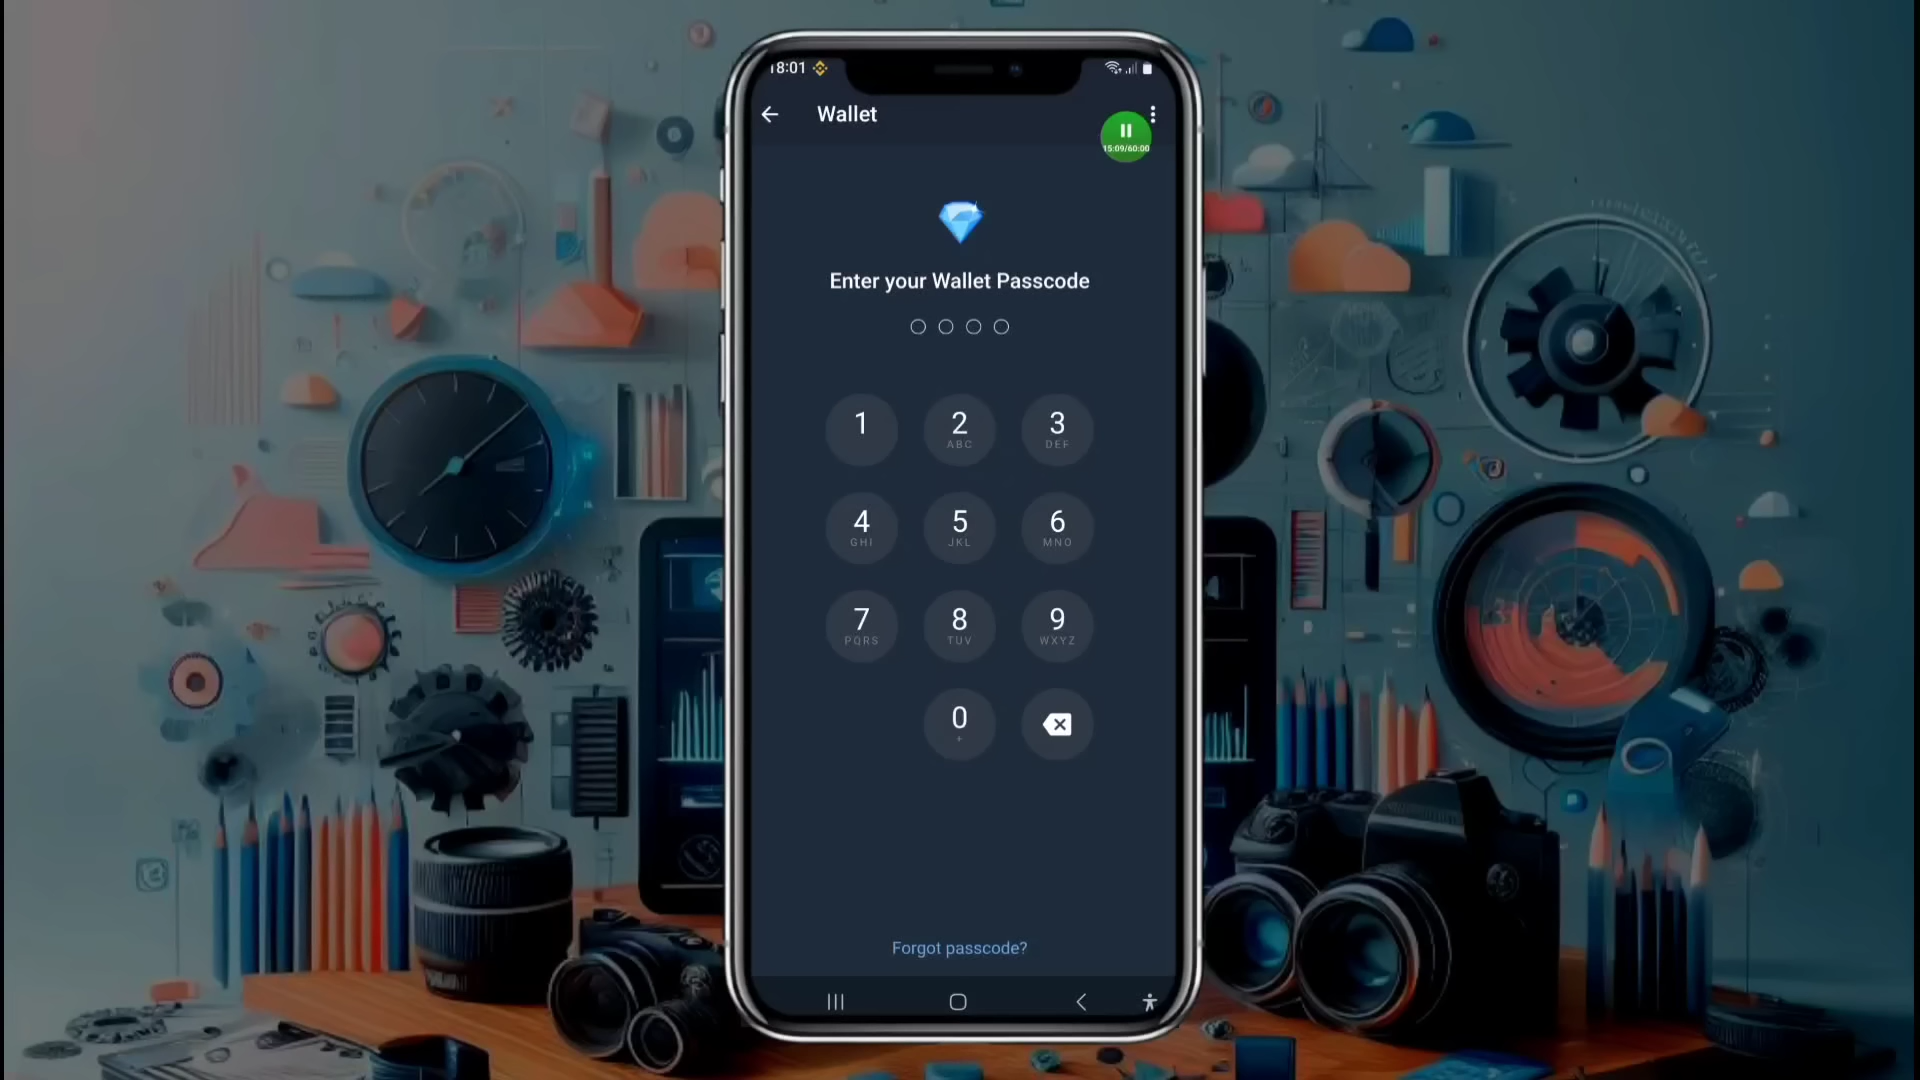 18:01
Wallet
15:09/60:00
Enter your Wallet Passcode
1
2
ABC
3
DEF
4
GHI
5
JKL
6
MNO
7
PQRS
8
TUV
9
WXYZ
0
+
Forgot passcode?